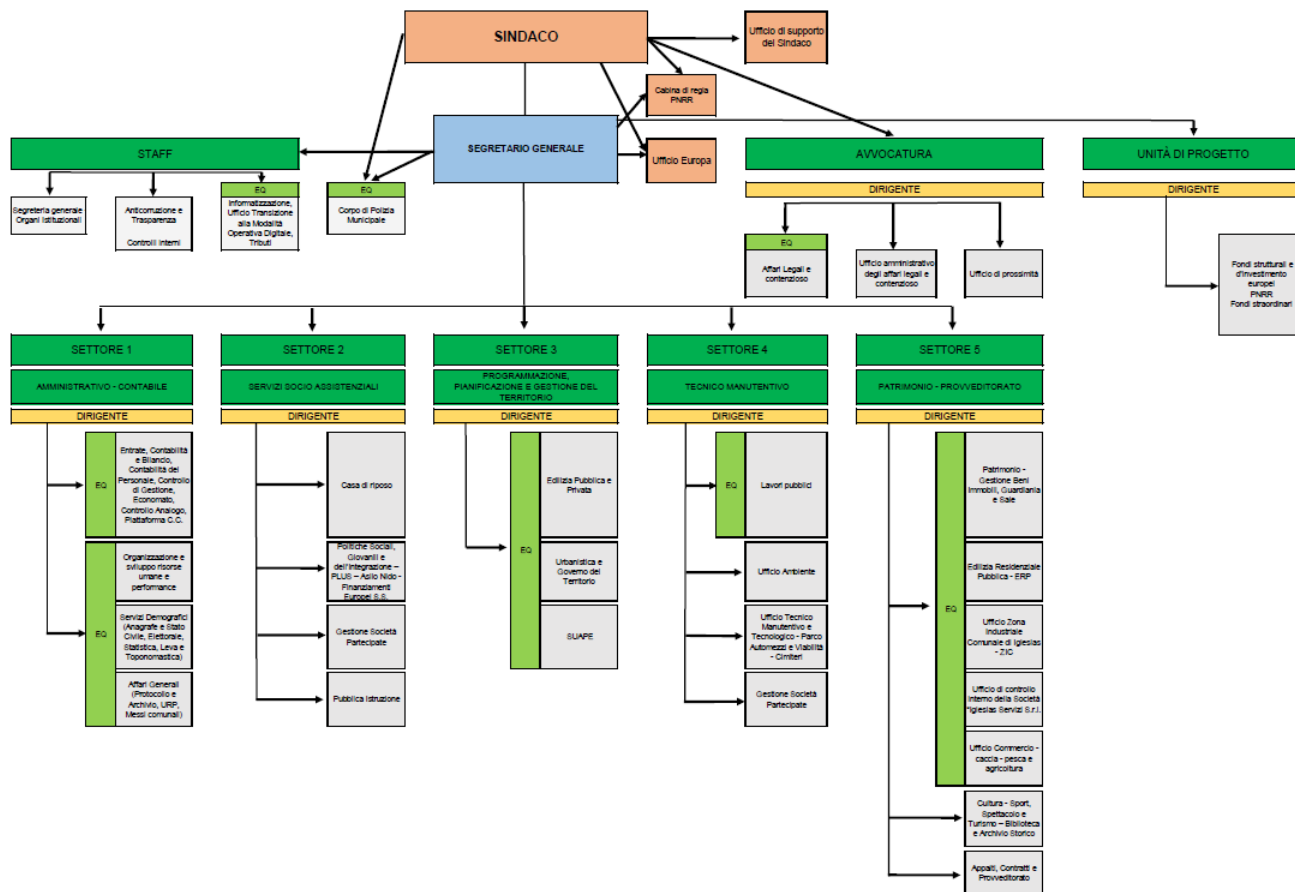 SINDACO
Ufficio di supporto
del Sindaco
Cabina di regia
PNRR
SEGRETARIO GENERALE
Ufficio Europa
STAFF
AVVOCATURA
UNITÀ DI PROGETTO
DIRIGENTE
DIRIGENTE
Segreteria generale
Organi Istituzionali
Anticorruzione e
Trasparenza
Controlli interni
EQ
Informatizzazione,
Ufficio Transizione
alla Modalità
Operativa Digitale,
Tributi
EQ
Corpo di Polizia
Municipale
EQ
Affari Legali e
contenzioso
Ufficio amministrativo
degli affari legali e
contenzioso
Ufficio di prossimità
Fondi strutturali e
d'investimento
europei
PNRR
Fondi straordinari
SETTORE 1
AMMINISTRATIVO - CONTABILE
DIRIGENTE
EQ
Entrate, Contabilità
e Bilancio,
Contabilità del
Personale, Controllo
di Gestione,
Economato,
Controllo Analogo,
Piattaforma C.C.
EQ
Organizzazione e
sviluppo risorse
umane e
performance
Servizi Demografici
(Anagrafe e Stato
Civile, Elettorale,
Statistica, Leva e
Toponomastica)
Affari Generali
(Protocollo e
Archivio, URP,
Messi comunali)
SETTORE 2
SERVIZI SOCIO ASSISTENZIALI
DIRIGENTE
Casa di riposo
Politiche Sociali,
Giovanili e
dell'Integrazione –
PLUS – Asilo Nido -
Finanziamenti
Europei S.S.
Gestione Società
Partecipate
Pubblica Istruzione
SETTORE 3
PROGRAMMAZIONE,
PIANIFICAZIONE E GESTIONE DEL
TERRITORIO
DIRIGENTE
EQ
Edilizia Pubblica e
Privata
Urbanistica e
Governo del
Territorio
SUAPE
SETTORE 4
TECNICO MANUTENTIVO
DIRIGENTE
EQ
Lavori pubblici
Ufficio Ambiente
Ufficio Tecnico
Manutentivo e
Tecnologico - Parco
Automezzi e Viabilità -
Cimiteri
Gestione Società
Partecipate
SETTORE 5
PATRIMONIO - PROVVEDITORATO
DIRIGENTE
EQ
Patrimonio -
Gestione Beni
Immobili, Guardiania
e Sale
Edilizia Residenziale
Pubblica - ERP
Ufficio Zona
Industriale
Comunale di Iglesias
- ZIC
Ufficio di controllo
interno della Società
"Iglesias Servizi S.r.l.
Ufficio Commercio -
caccia - pesca e
agricoltura
Cultura - Sport,
Spettacolo e
Turismo – Biblioteca
e Archivio Storico
Appalti, Contratti e
Provveditorato